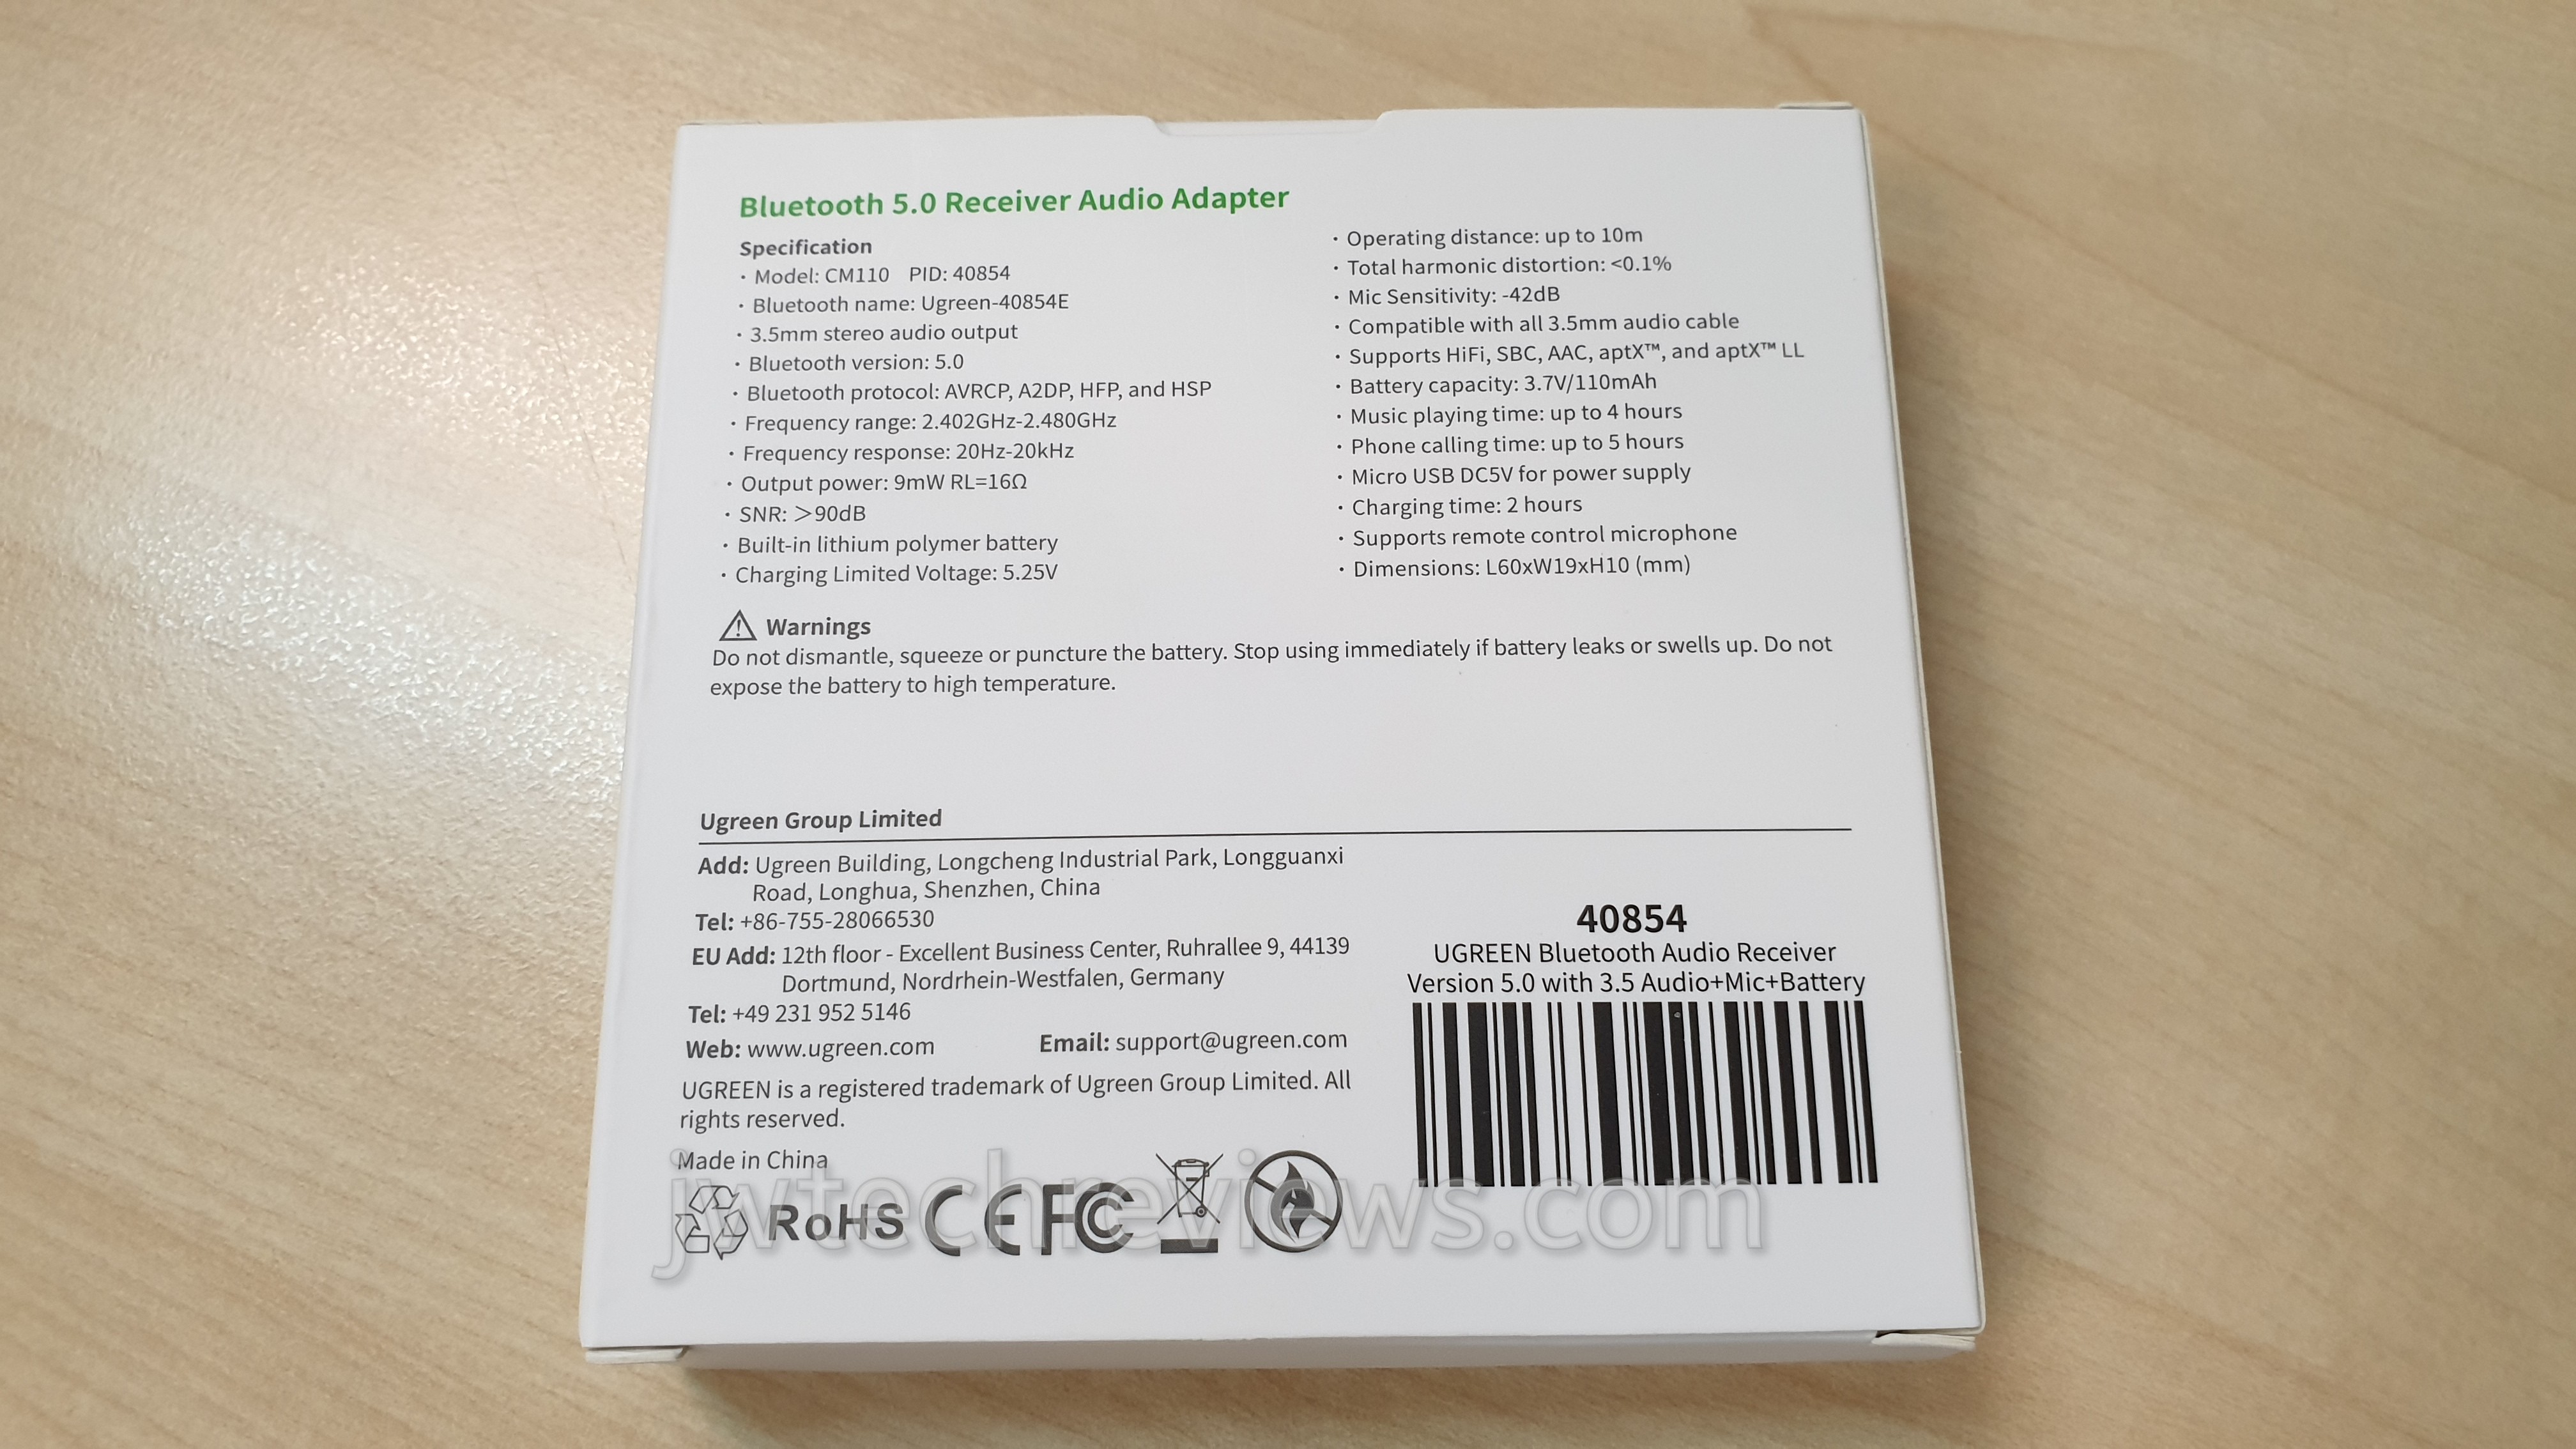 Bluetooth 5.0 Receiver Audio Adapter
Specification
· Model: CM110 PID: 40854
· Bluetooth name: Ugreen-40854E
· 3.5mm stereo audio output
· Bluetooth version: 5.0
· Bluetooth protocol: AVRCP, A2DP, HFP, and HSP
· Frequency range: 2.402GHz-2.480GHz
· Frequency response: 20Hz-20kHz
· Output power: 9mW RL=16Ω
· SNR: >90dB
· Built-in lithium polymer battery
· Charging Limited Voltage: 5.25V
· Operating distance: up to 10m
· Total harmonic distortion: <0.1%
· Mic Sensitivity: -42dB
· Compatible with all 3.5mm audio cable
· Supports HiFi, SBC, AAC, aptX™, and aptX™ LL
· Battery capacity: 3.7V/110mAh
· Music playing time: up to 4 hours
· Phone calling time: up to 5 hours
· Micro USB DC5V for power supply
· Charging time: 2 hours
· Supports remote control microphone
· Dimensions: L60xW19xH10 (mm)
Warnings
Do not dismantle, squeeze or puncture the battery. Stop using immediately if battery leaks or swells up. Do not
expose the battery to high temperature.
Ugreen Group Limited
Add: Ugreen Building, Longcheng Industrial Park, Longguanxi
Road, Longhua, Shenzhen, China
Tel: +86-755-28066530
EU Add: 12th floor - Excellent Business Center, Ruhrallee 9, 44139
Dortmund, Nordrhein-Westfalen, Germany
Tel: +49 231 952 5146
Web: www.ugreen.com Email: support@ugreen.com
UGREEN is a registered trademark of Ugreen Group Limited. All
rights reserved.
Made in China
RoHS CE FC
40854
UGREEN Bluetooth Audio Receiver
Version 5.0 with 3.5 Audio+Mic+Battery
jwtechreviews.com